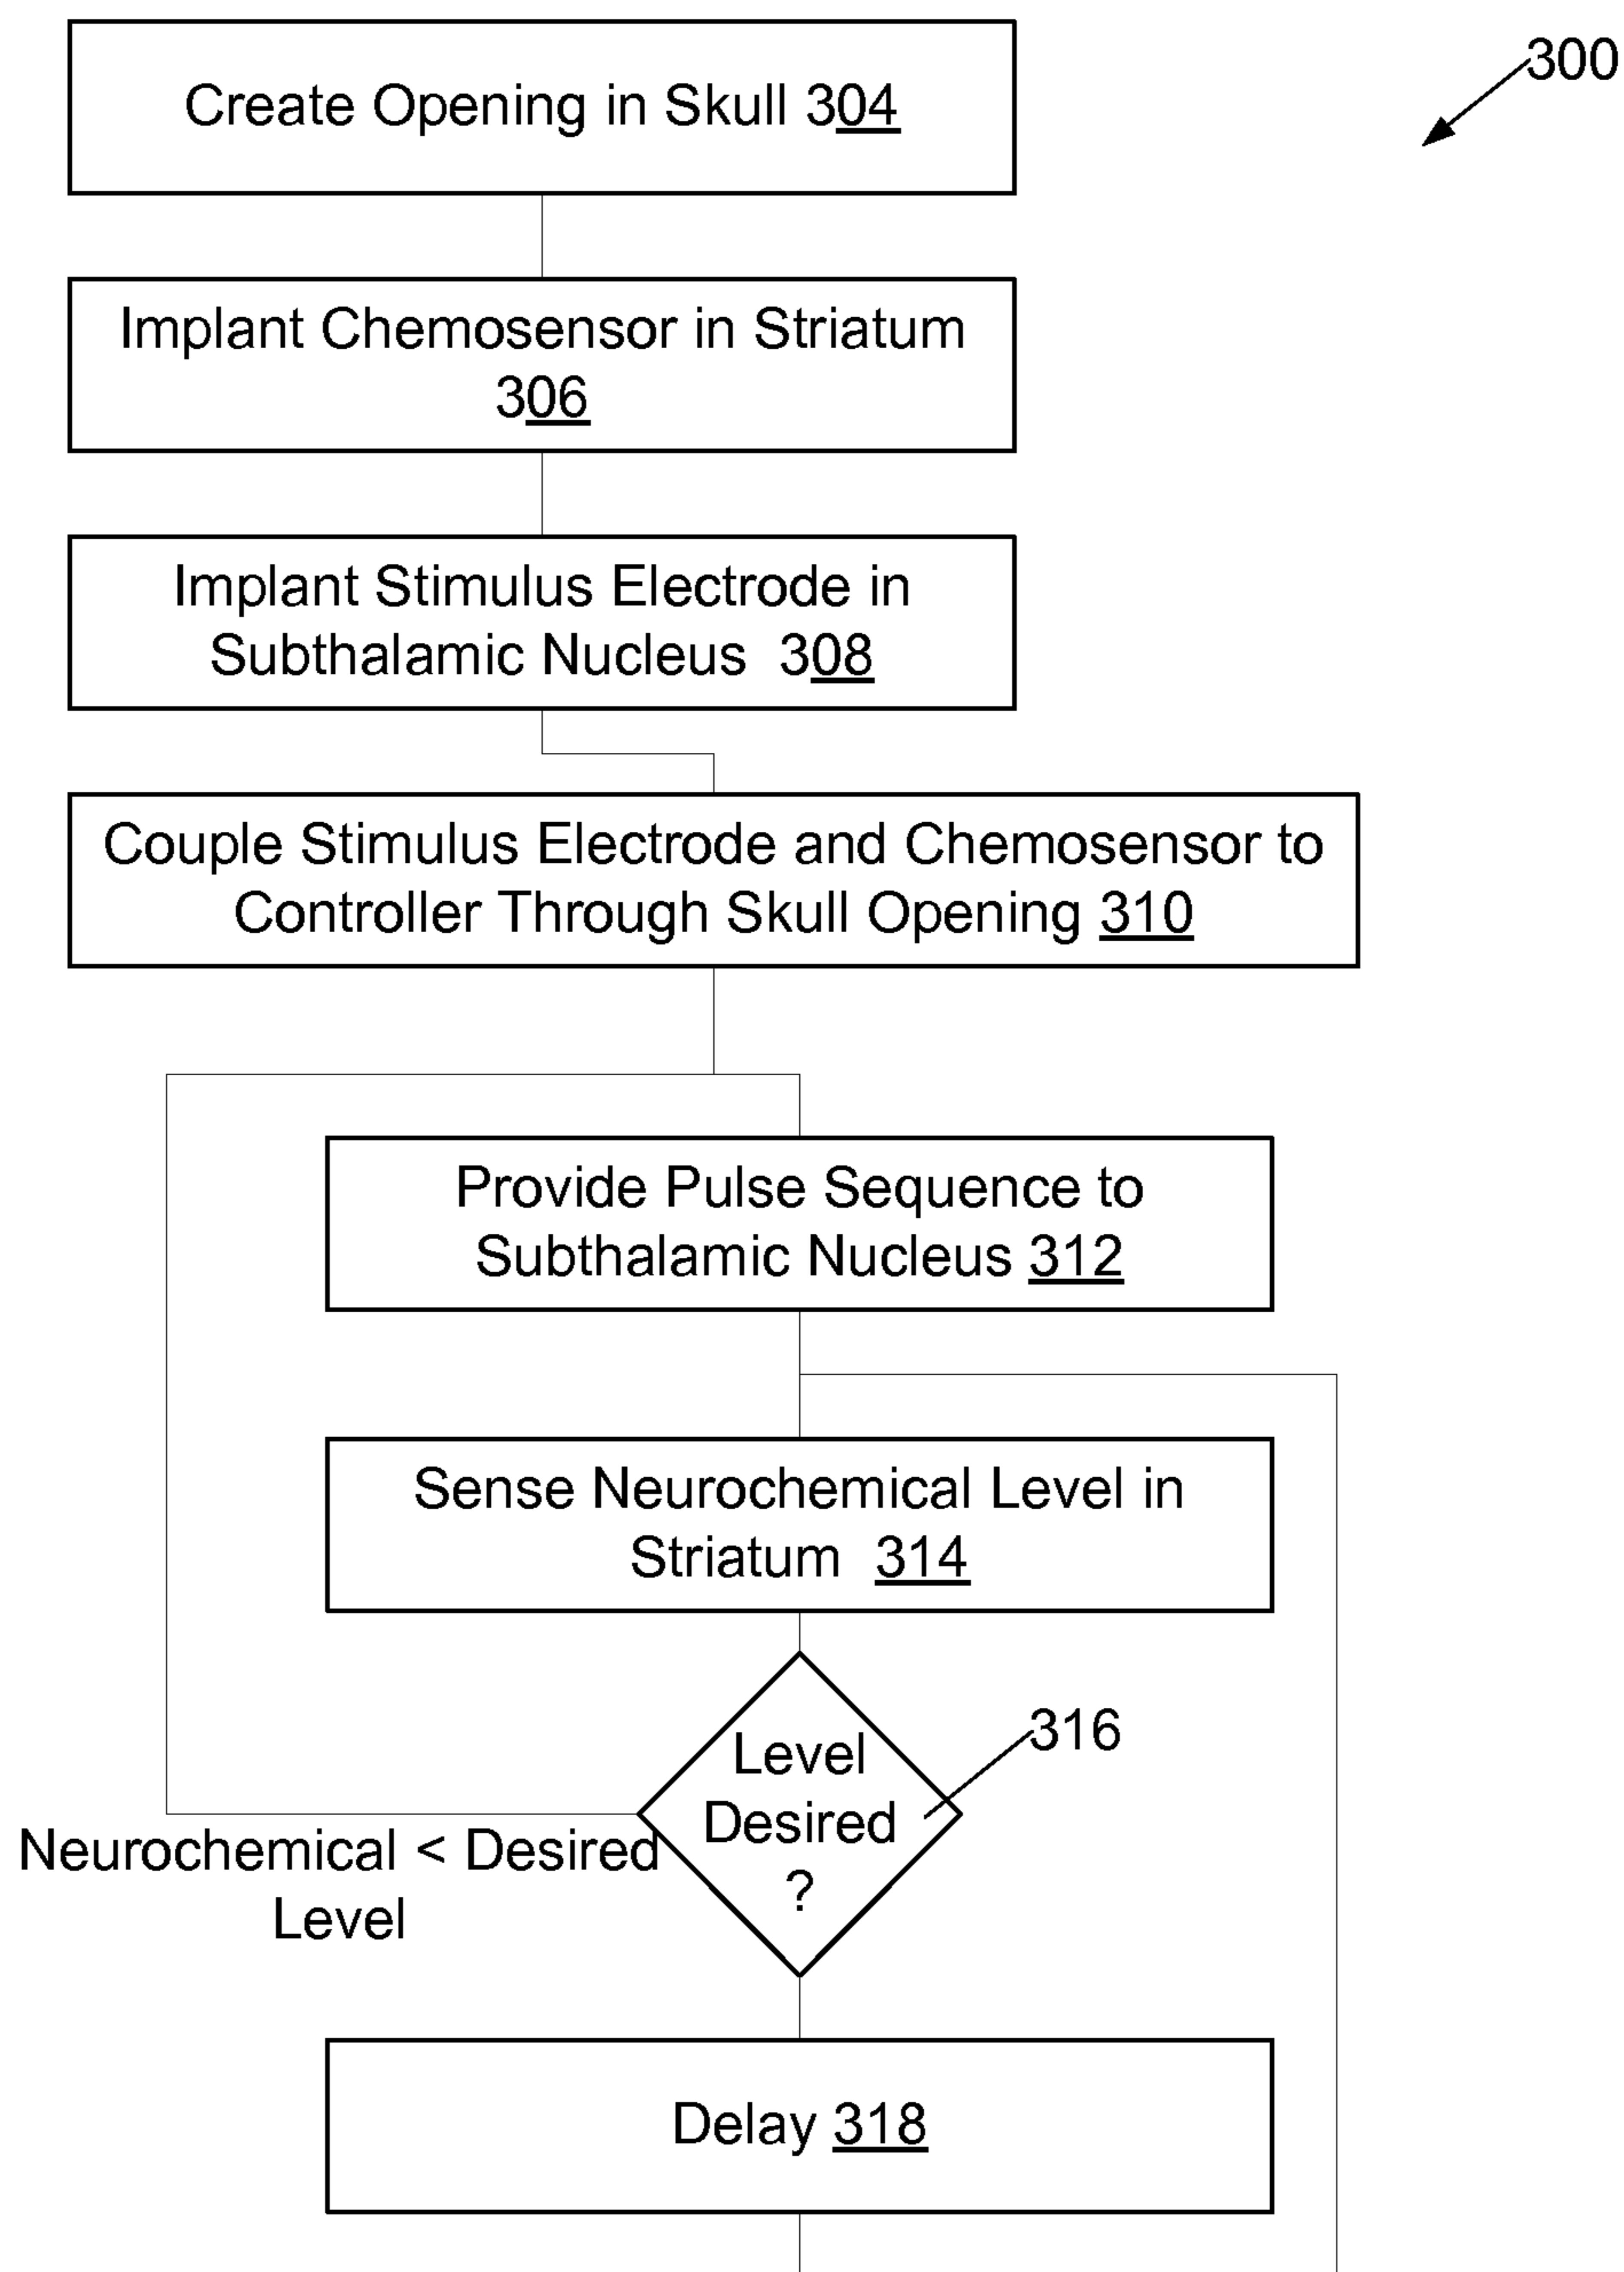 300
Create Opening in Skull 304
Implant Chemosensor in Striatum
306
Implant Stimulus Electrode in
Subthalamic Nucleus 308
Couple Stimulus Electrode and Chemosensor to
Controller Through Skull Opening 310
Provide Pulse Sequence to
Subthalamic Nucleus 312
Sense Neurochemical Level in
Striatum 314
316
Level
Desired
?
Neurochemical < Desired
Level
Delay 318